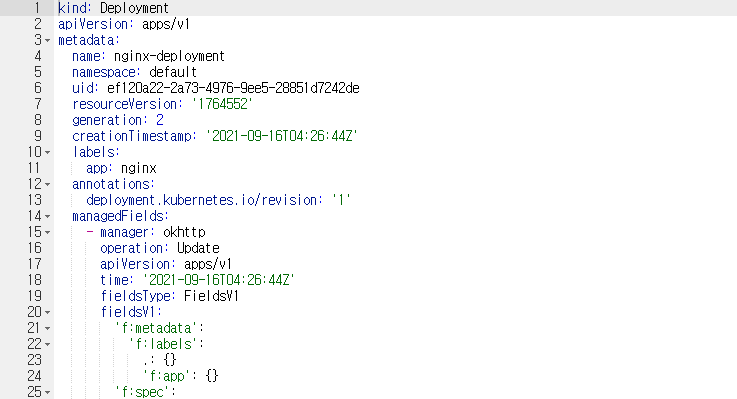 1 kind: Deployment
2 apiVersion: apps/v1
3 metadata:
4 name: nginx-deployment
5 namespace: default
6 uid: ef120a22-2a73-4976-9ee5-28851d7242de
7 resourceVersion: '1764552'
8 generation: 2
9 creationTimestamp: '2021-09-16T04:26:44Z'
10 labels:
11 app: nginx
12 annotations:
13 deployment.kubernetes.io/revision: '1'
14 managedFields:
15 - manager: okhttp
16 operation: Update
17 apiVersion: apps/v1
18 time: '2021-09-16T04:26:44Z'
19 fieldsType: FieldsV1
20 fieldsV1:
21 'f:metadata':
22 'f:labels':
23 .: {}
24 'f:app': {}
25 'f:spec':